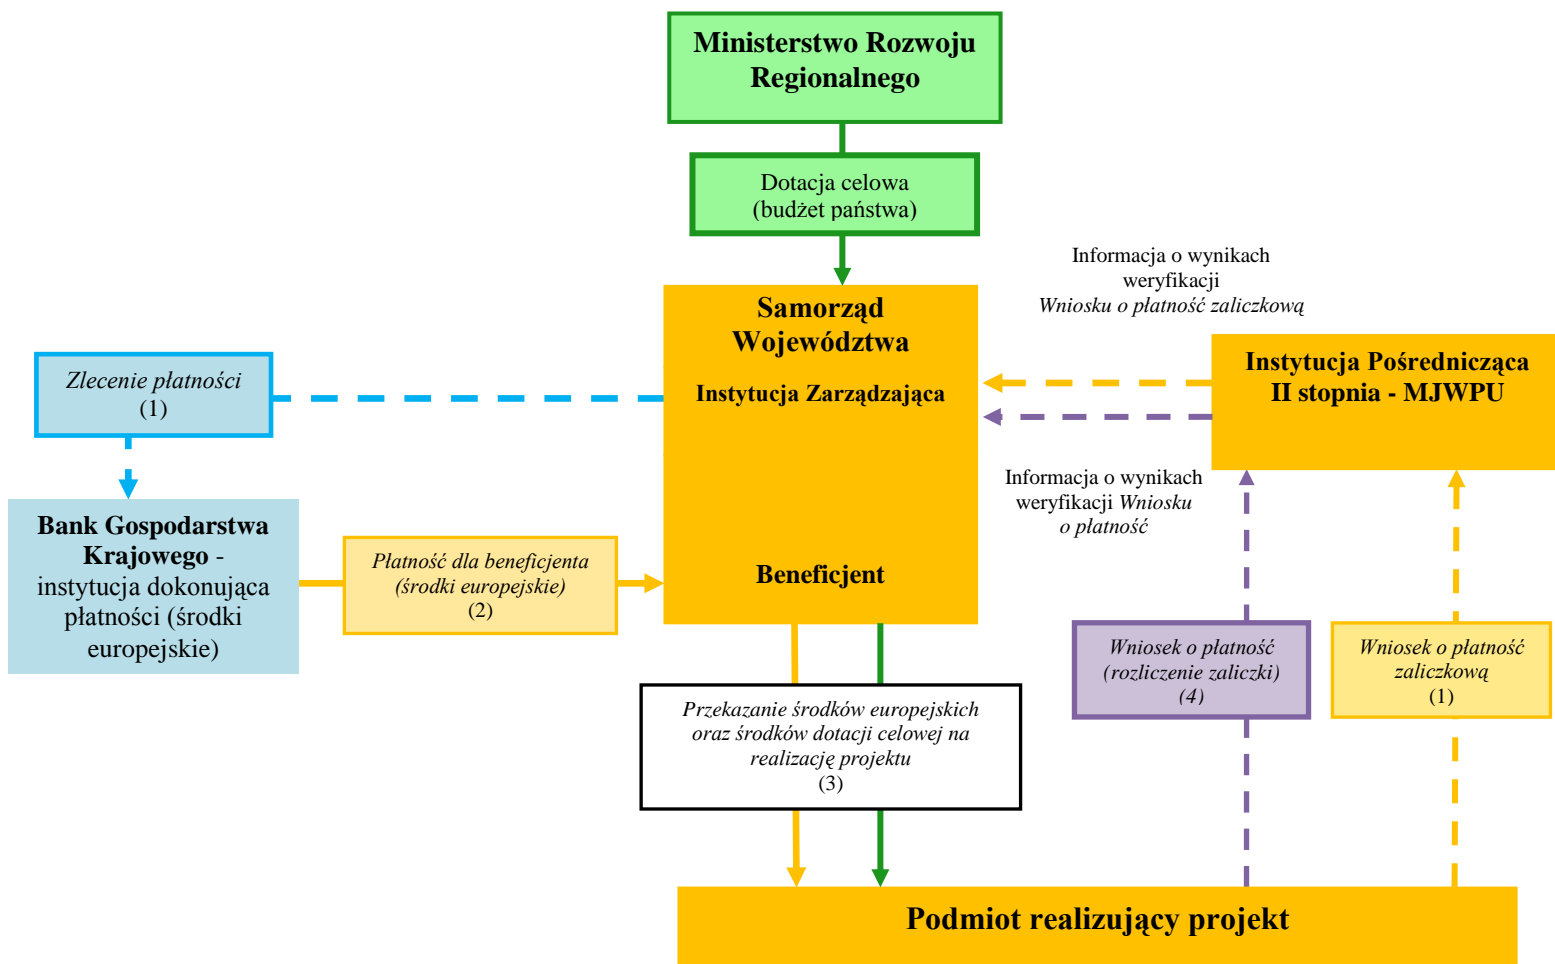 Ministerstwo Rozwoju
Regionalnego
Dotacja celowa
(budżet państwa)
Informacja o wynikach
weryfikacji
Wniosku o płatność zaliczkową
Samorząd
Województwa
Instytucja Zarządzająca
Beneficjent
Instytucja Pośrednicząca
II stopnia - MJWPU
Zlecenie płatności
(1)
Informacja o wynikach
weryfikacji Wniosku
o płatność
Bank Gospodarstwa
Krajowego -
instytucja dokonująca
płatności (środki
europejskie)
Płatność dla beneficjenta
(środki europejskie)
(2)
Wniosek o płatność
(rozliczenie zaliczki)
(4)
Wniosek o płatność
zaliczkową
(1)
Przekazanie środków europejskich
oraz środków dotacji celowej na
realizację projektu
(3)
Podmiot realizujący projekt